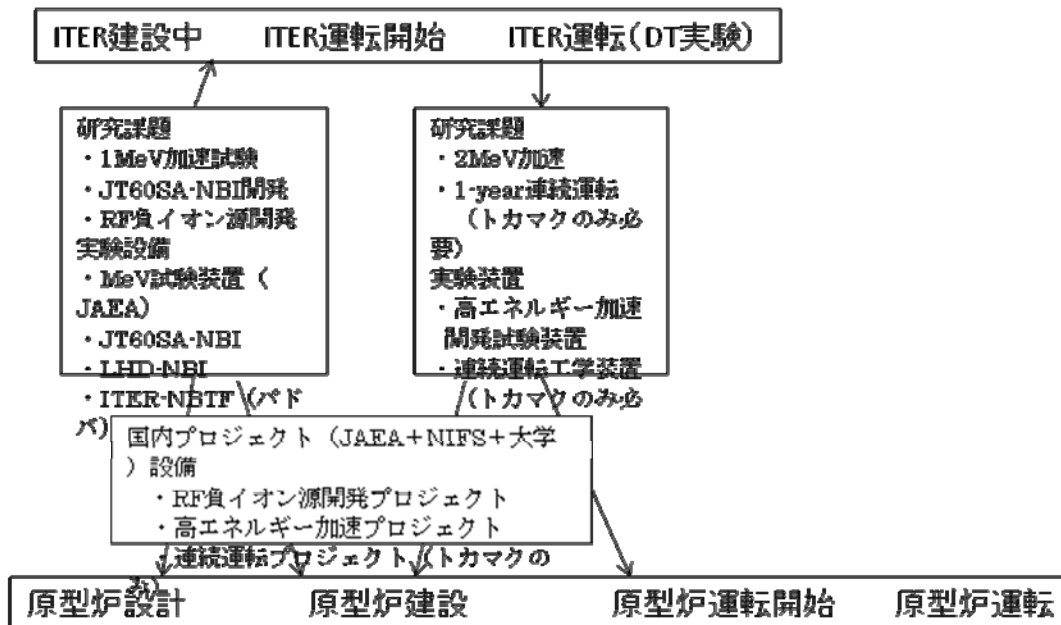 ITER建設中 ITER運転開始 ITER運転(DT実験)
研究課題
・1MeV加速試験
・JT60SA-NBI開発
・RF負イオン源開発
実験設備
・MeV試験装置（
JAEA）
・JT60SA-NBI
・LHD-NBI
・ITER-NBTF（パド
バ）
研究課題
・2MeV加速
・1-year連続運転
（トカマクのみ必
要）
実験装置
・高エネルギー加速
開発試験装置
・連続運転工学装置
（トカマクのみ必
国内プロジェクト（JAEA＋NIFS＋大学
）設備
・RF負イオン源開発プロジェクト
・高エネルギー加速プロジェクト
・連続運転プロジェクト（トカマクの
み）
原型炉設計 原型炉建設 原型炉運転開始 原型炉運転